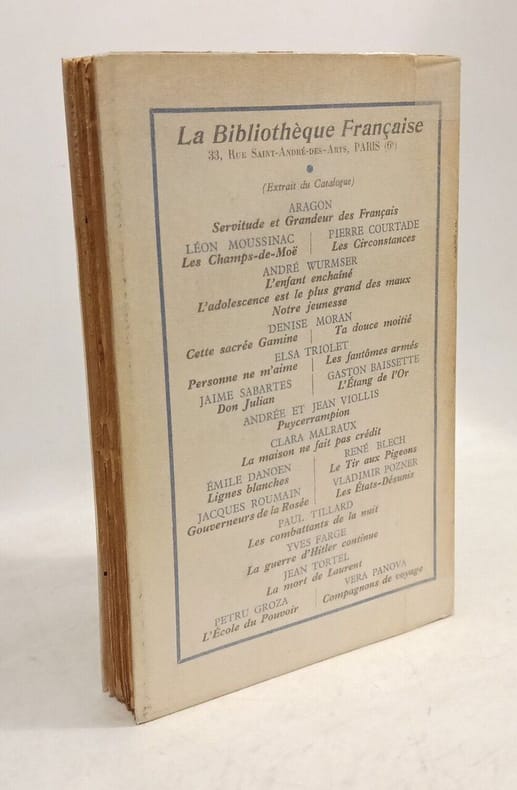 La Bibliothèque Française
33, Rue Saint-André-des-Arts, PARIS (6e)
(Extrait du Catalogue)
ARAGON
Servitude et Grandeur des Français
LÉON MOUSSINAC
Les Champs-de-Moë
PIERRE COURTADE
Les Circonstances
ANDRÉ WURMSER
L'enfant enchaîné
L'adolescence est le plus grand des maux
Notre jeunesse
DENISE MORAN
Cette sacrée Gamine
Ta douce moitié
ELSA TRIOLET
Personne ne m'aime
Les fantômes armés
JAIME SABARTES
Don Julian
GASTON BAISSETTE
L'Étang de l'Or
ANDRÉE ET JEAN VIOLLIS
Puycerrampion
CLARA MALRAUX
La maison ne fait pas crédit
ÉMILE DANOEN
Lignes blanches
RENÉ BLECH
Le Tir aux Pigeons
JACQUES ROUMAIN
Gouverneurs de la Rosée
VLADIMIR POZNER
Les États-Désunis
PAUL TILLARD
Les combattants de la nuit
YVES FARGE
La guerre d'Hitler continue
JEAN TORTEL
La mort de Laurent
PETRU GROZA
L'École du Pouvoir
VERA PANOVA
Compagnons de voyage